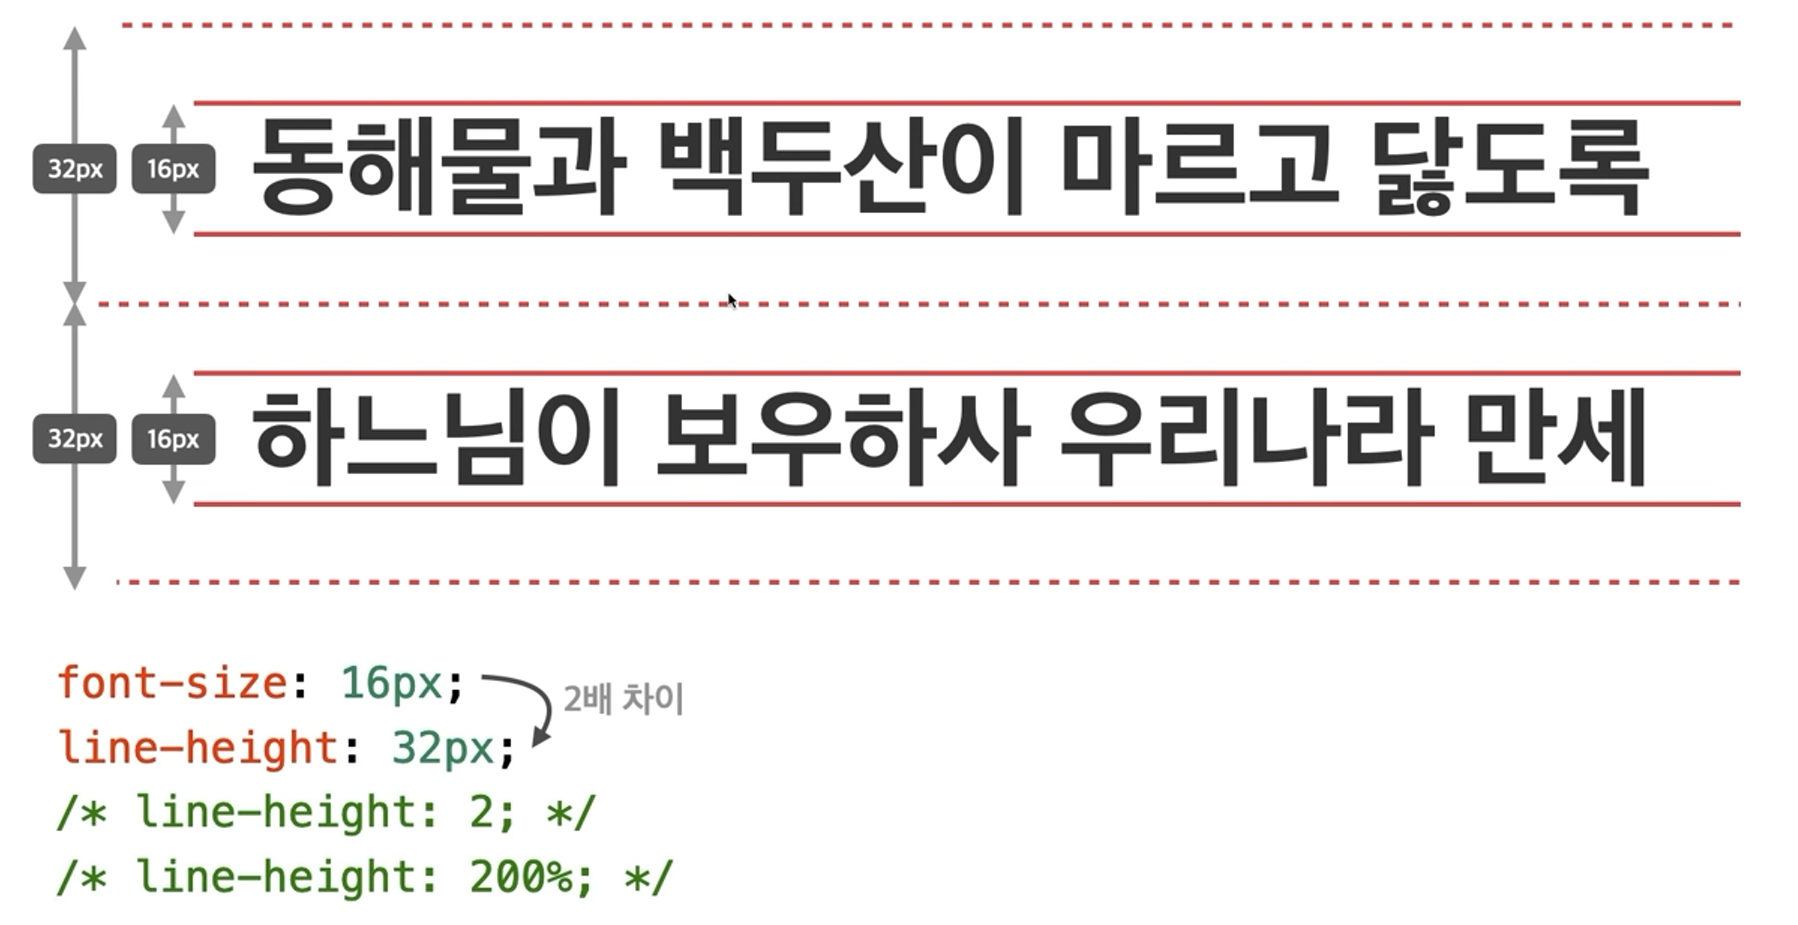 32px 16px 동해물과 백두산이 마르고 닳도록
32px 16px 하느님이 보우하사 우리나라 만세
font-size: 16px; 2배 차이
line-height: 32px;
/* line-height: 2; */
/* line-height: 200%; */